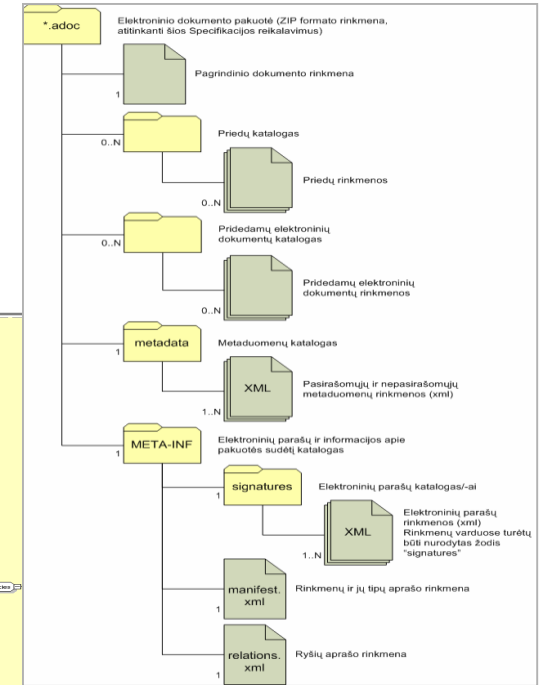 *.adoc
Elektroninio dokumento pakuotė (ZIP formato rinkmena,
atitinkanti šios Specifikacijos reikalavimus)
1
Pagrindinio dokumento rinkmena
0..N
Priedų katalogas
0..N
Priedų rinkmenos
0..N
Pridedamų elektroninių
dokumentų katalogas
0..N
Pridedamų elektroninių
dokumentų rinkmenos
1
metadata
Metaduomenų katalogas
1..N
XML
Pasirašomųjų ir nepasirašomųjų
metaduomenų rinkmenos (xml)
1
META-INF
Elektroninių parašų ir informacijos apie
pakuotės sudėtį katalogas
1
signatures
Elektroninių parašų katalogas/-ai
1..N
XML
Elektroninių parašų
rinkmenos (xml)
Rinkmenų varduose turėtų
būti nurodytas žodis
"signatures"
1
manifest.
xml
Rinkmenų ir jų tipų aprašo rinkmena
1
relations.
xml
Ryšių aprašo rinkmena